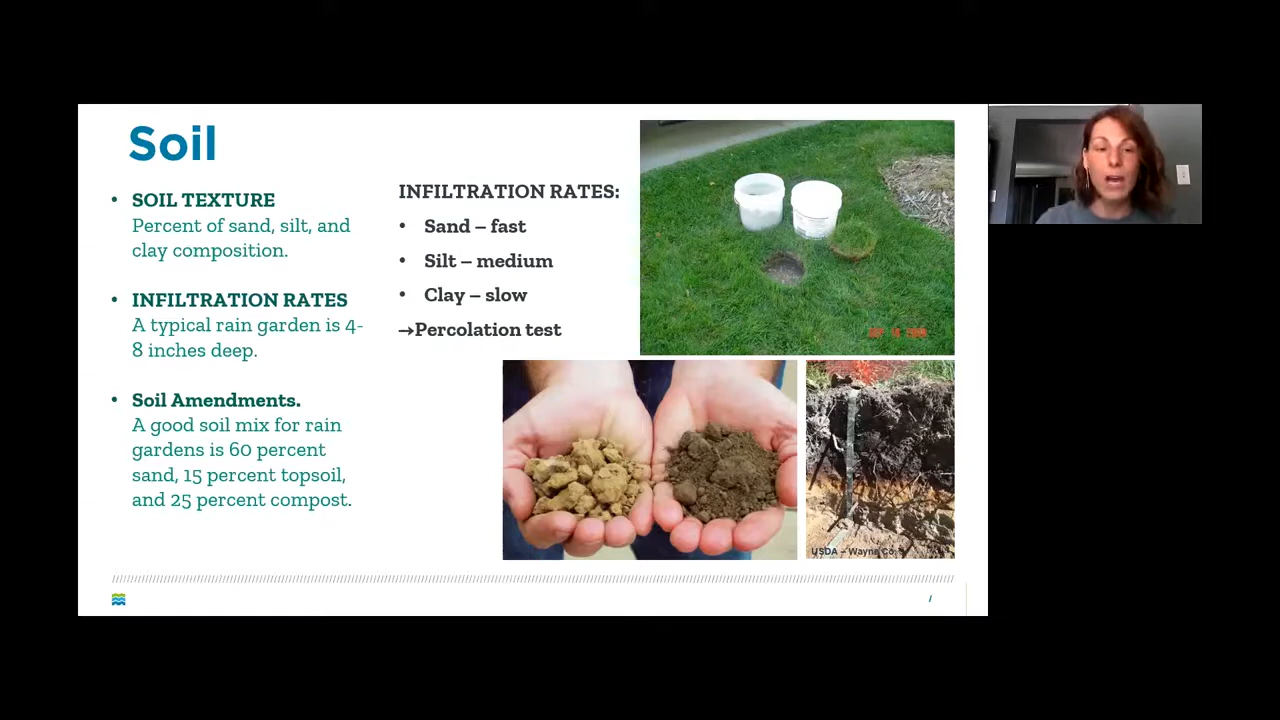 Soil
• SOIL TEXTURE
Percent of sand, silt, and
clay composition.
• INFILTRATION RATES
A typical rain garden is 4-
8 inches deep.
• Soil Amendments.
A good soil mix for rain
gardens is 60 percent
sand, 15 percent topsoil,
and 25 percent compost.
INFILTRATION RATES:
• Sand – fast
• Silt – medium
• Clay – slow
→Percolation test
USDA – Wayne Co.
/